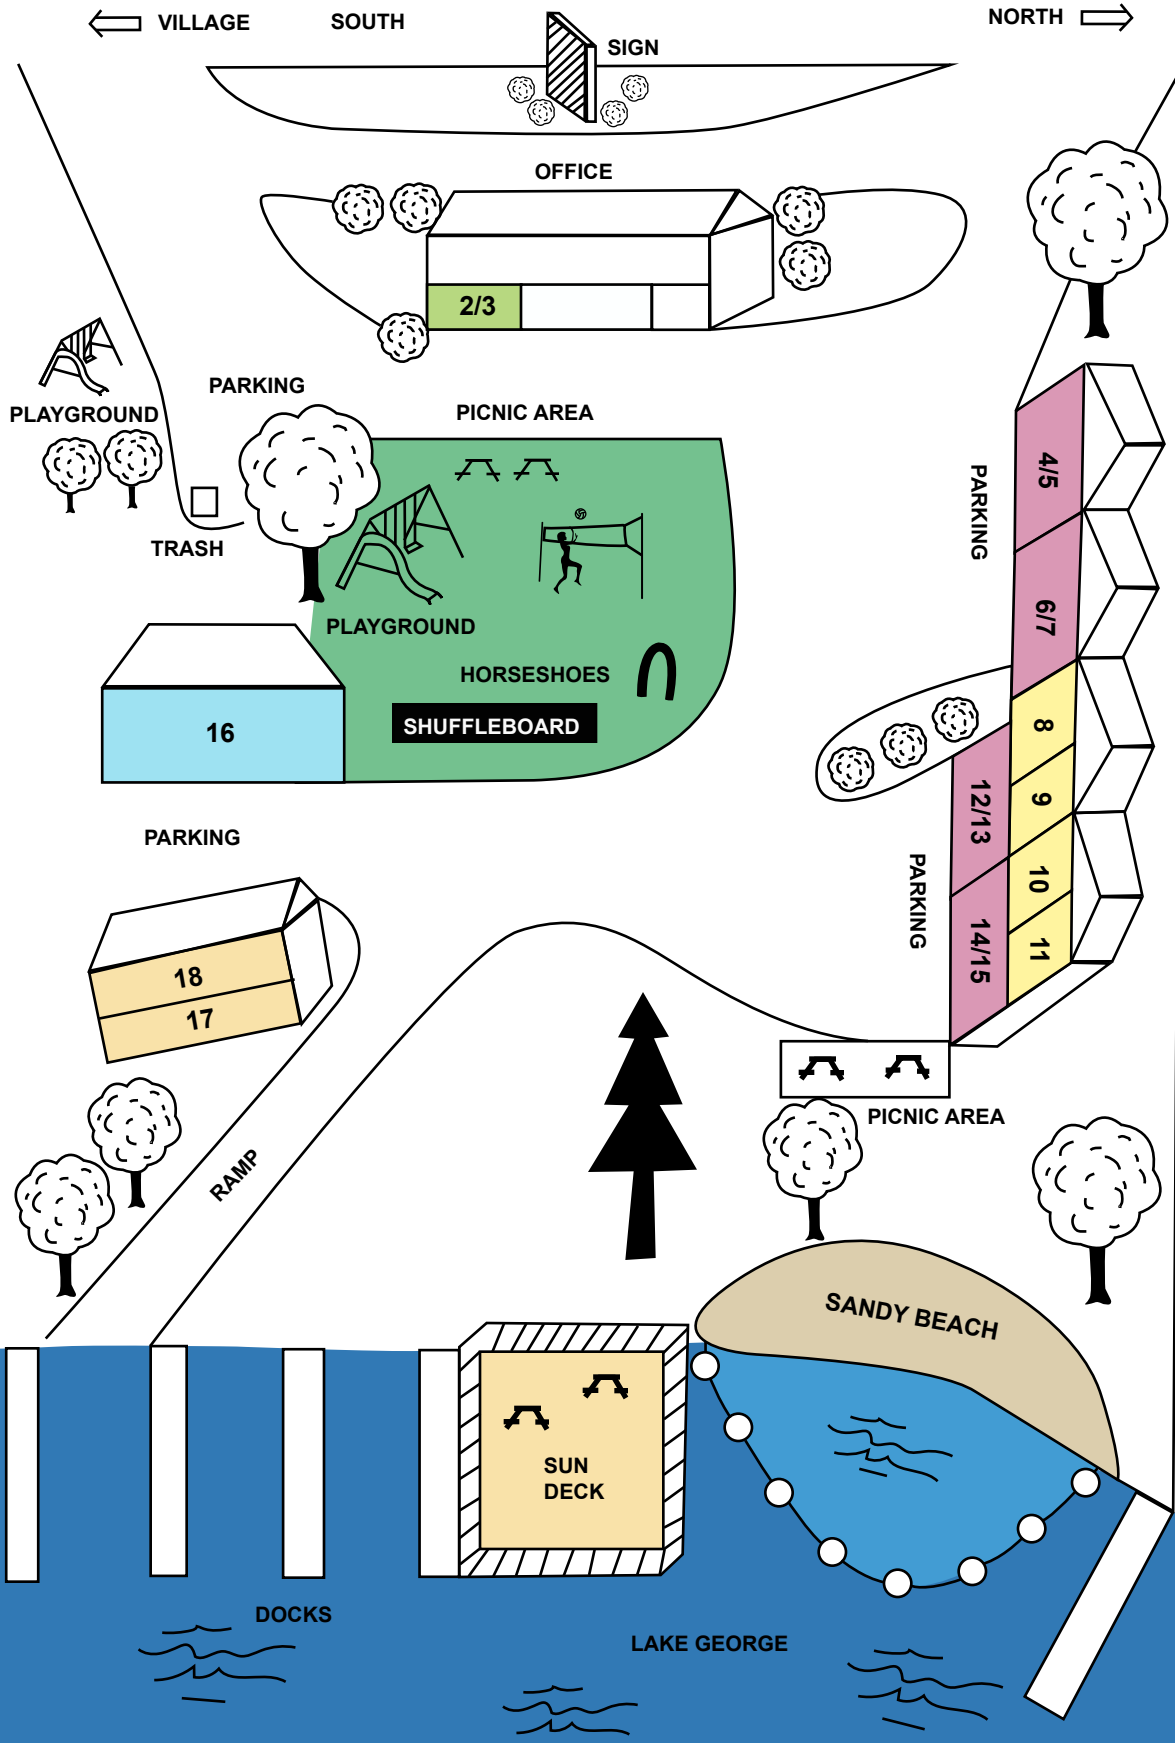 VILLAGE
SOUTH
NORTH
SIGN
OFFICE
2/3
PLAYGROUND
PARKING
PICNIC AREA
TRASH
PLAYGROUND
HORSESHOES
SHUFFLEBOARD
16
PARKING
4/5
6/7
8
9
10
11
12/13
14/15
PARKING
PARKING
18
17
RAMP
PICNIC AREA
SANDY BEACH
SUN
DECK
DOCKS
LAKE GEORGE